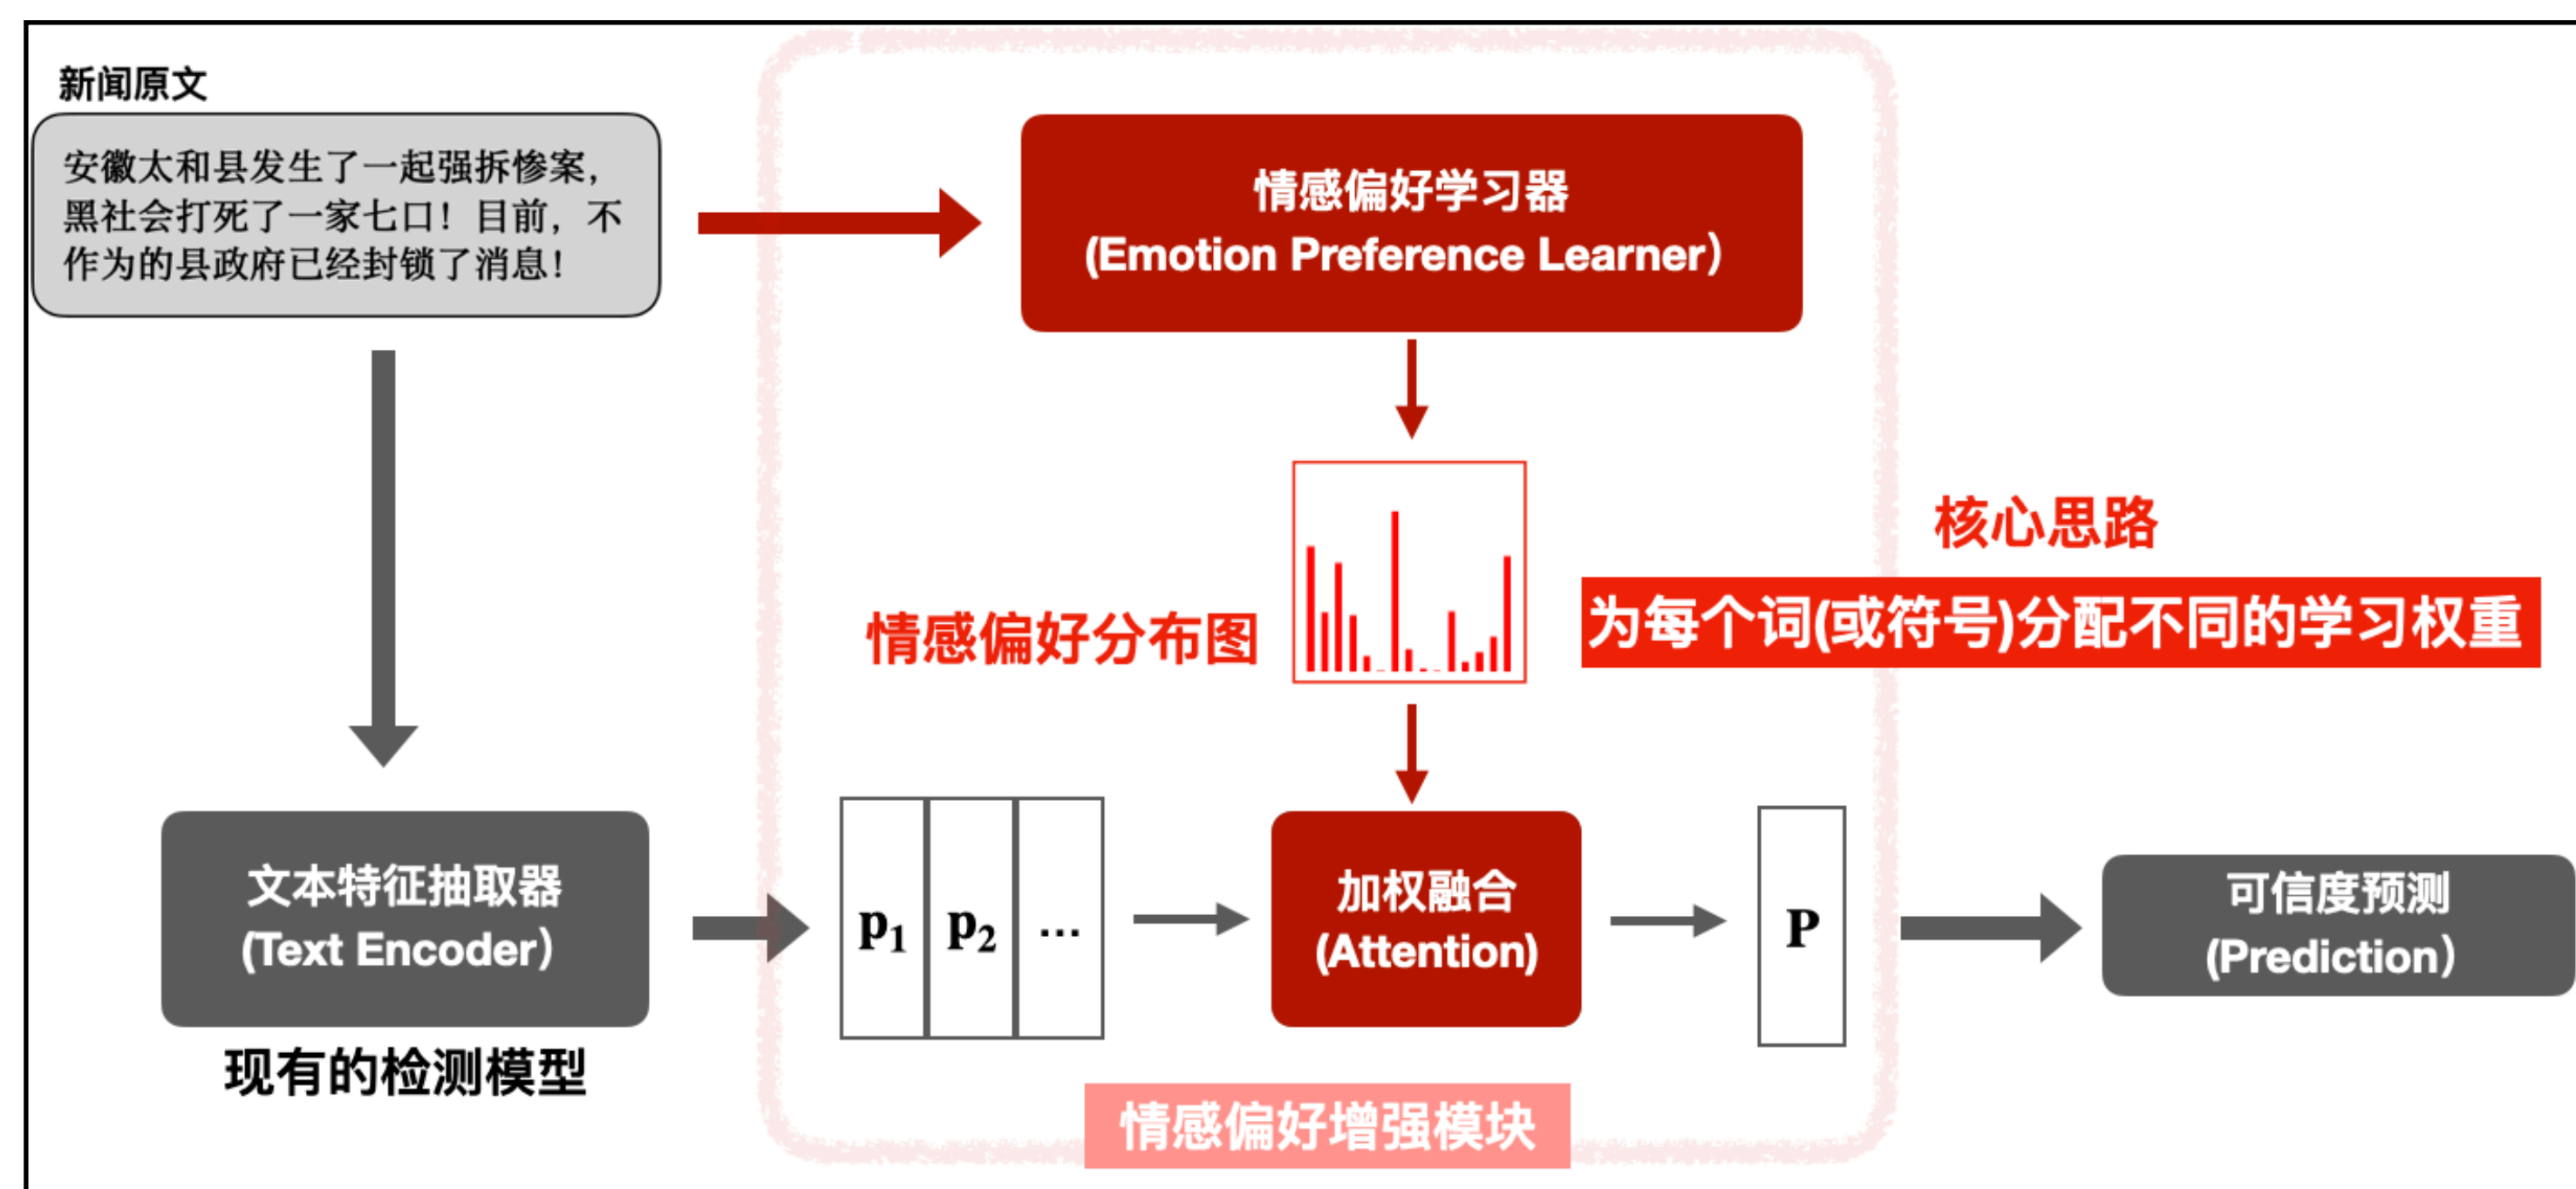 新闻原文
安徽太和县发生了一起强拆惨案，
黑社会打死了一家七口！目前，不
作为的县政府已经封锁了消息！
情感偏好学习器
(Emotion Preference Learner）
核心思路
为每个词(或符号)分配不同的学习权重
情感偏好分布图
文本特征抽取器
(Text Encoder）
现有的检测模型
p1 p2 ...
加权融合
(Attention)
P
可信度预测
(Prediction）
情感偏好增强模块